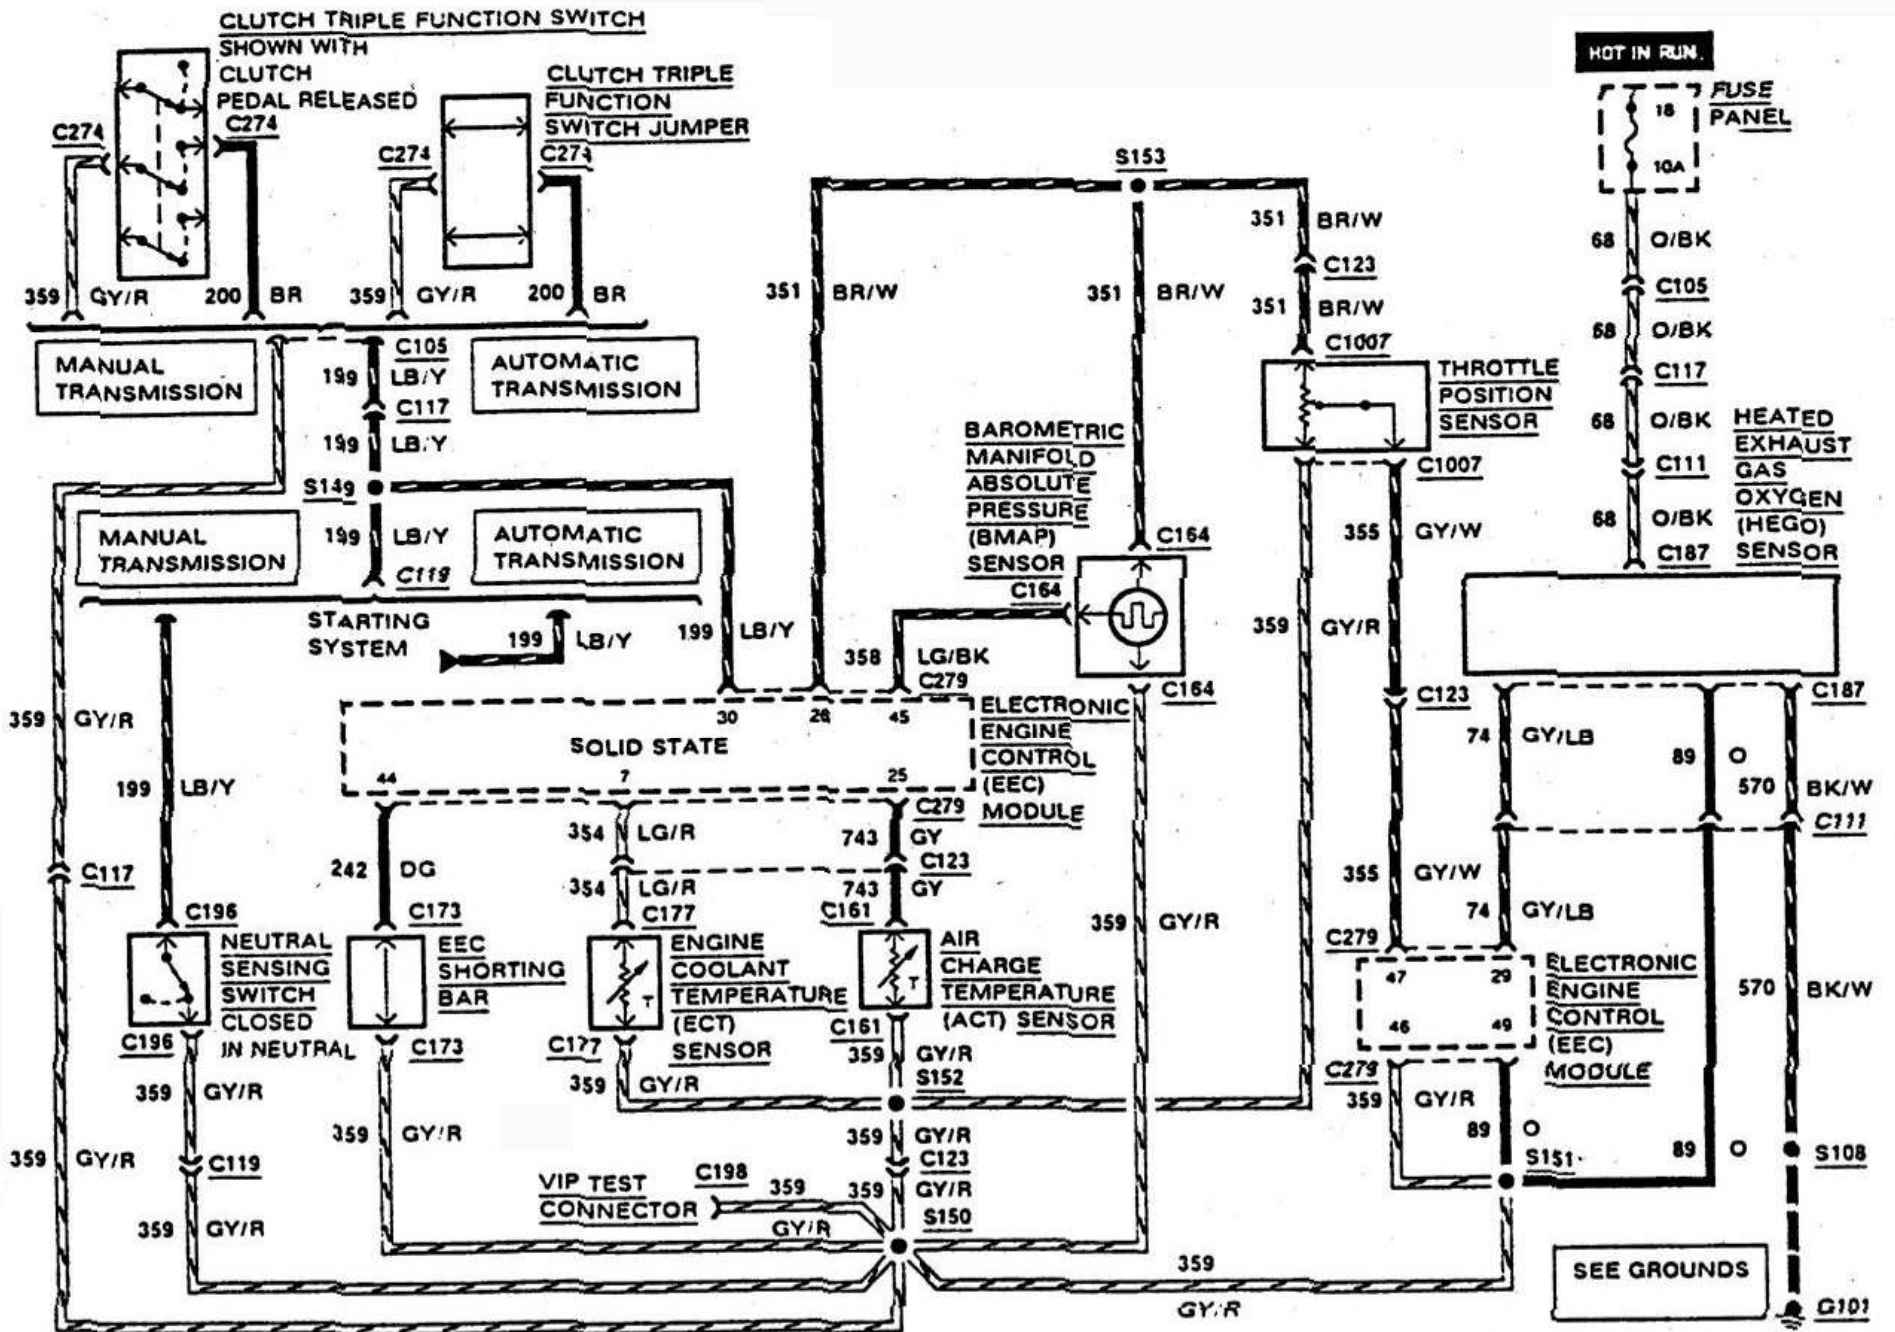 CLUTCH TRIPLE FUNCTION SWITCH
SHOWN WITH
CLUTCH
PEDAL RELEASED
C274
C274
359 GY/R
200 BR
CLUTCH TRIPLE
FUNCTION
SWITCH JUMPER
C274
C274
359 GY/R
200 BR
MANUAL
TRANSMISSION
C105
199 LB/Y
C117
199 LB/Y
AUTOMATIC
TRANSMISSION
S149
MANUAL
TRANSMISSION
199 LB/Y
C119
AUTOMATIC
TRANSMISSION
STARTING
SYSTEM
199 LB/Y
199 LB/Y
351 BR/W
S153
351 BR/W
351 BR/W
C123
351 BR/W
C1007
THROTTLE
POSITION
SENSOR
C1007
HOT IN RUN.
18
10A
FUSE
PANEL
68 O/BK
C105
68 O/BK
C117
68 O/BK
C111
68 O/BK
C187
HEATED
EXHAUST
GAS
OXYGEN
(HEGO)
SENSOR
BAROMETRIC
MANIFOLD
ABSOLUTE
PRESSURE
(BMAP)
SENSOR
C164
C164
C164
358 LG/BK
C279
359 GY/R
355 GY/W
C123
C187
74 GY/LB
89 O
570 BK/W
C111
359 GY/R
199 LB/Y
C117
30 26 45
SOLID STATE
44 7 25
ELECTRONIC
ENGINE
CONTROL
(EEC)
MODULE
C279
354 LG/R
743 GY
C123
242 DG
354 LG/R
743 GY
C196
NEUTRAL
SENSING
SWITCH
CLOSED
IN NEUTRAL
C196
C173
EEC
SHORTING
BAR
C173
C177
ENGINE
COOLANT
TEMPERATURE
(ECT)
SENSOR
C177
C161
AIR
CHARGE
TEMPERATURE
(ACT) SENSOR
C161
359 GY/R
355 GY/W
74 GY/LB
C279
47 29
46 49
ELECTRONIC
ENGINE
CONTROL
(EEC)
MODULE
C279
570 BK/W
359 GY/R
359 GY/R
359 GY/R
S152
359 GY/R
89 O
359 GY/R
359 GY/R
359 GY/R
C119
C123
S151
89 O
S108
VIP TEST
CONNECTOR
C198
359
GY/R
359 GY/R
S150
359 GY/R
359
GY/R
SEE GROUNDS
G101